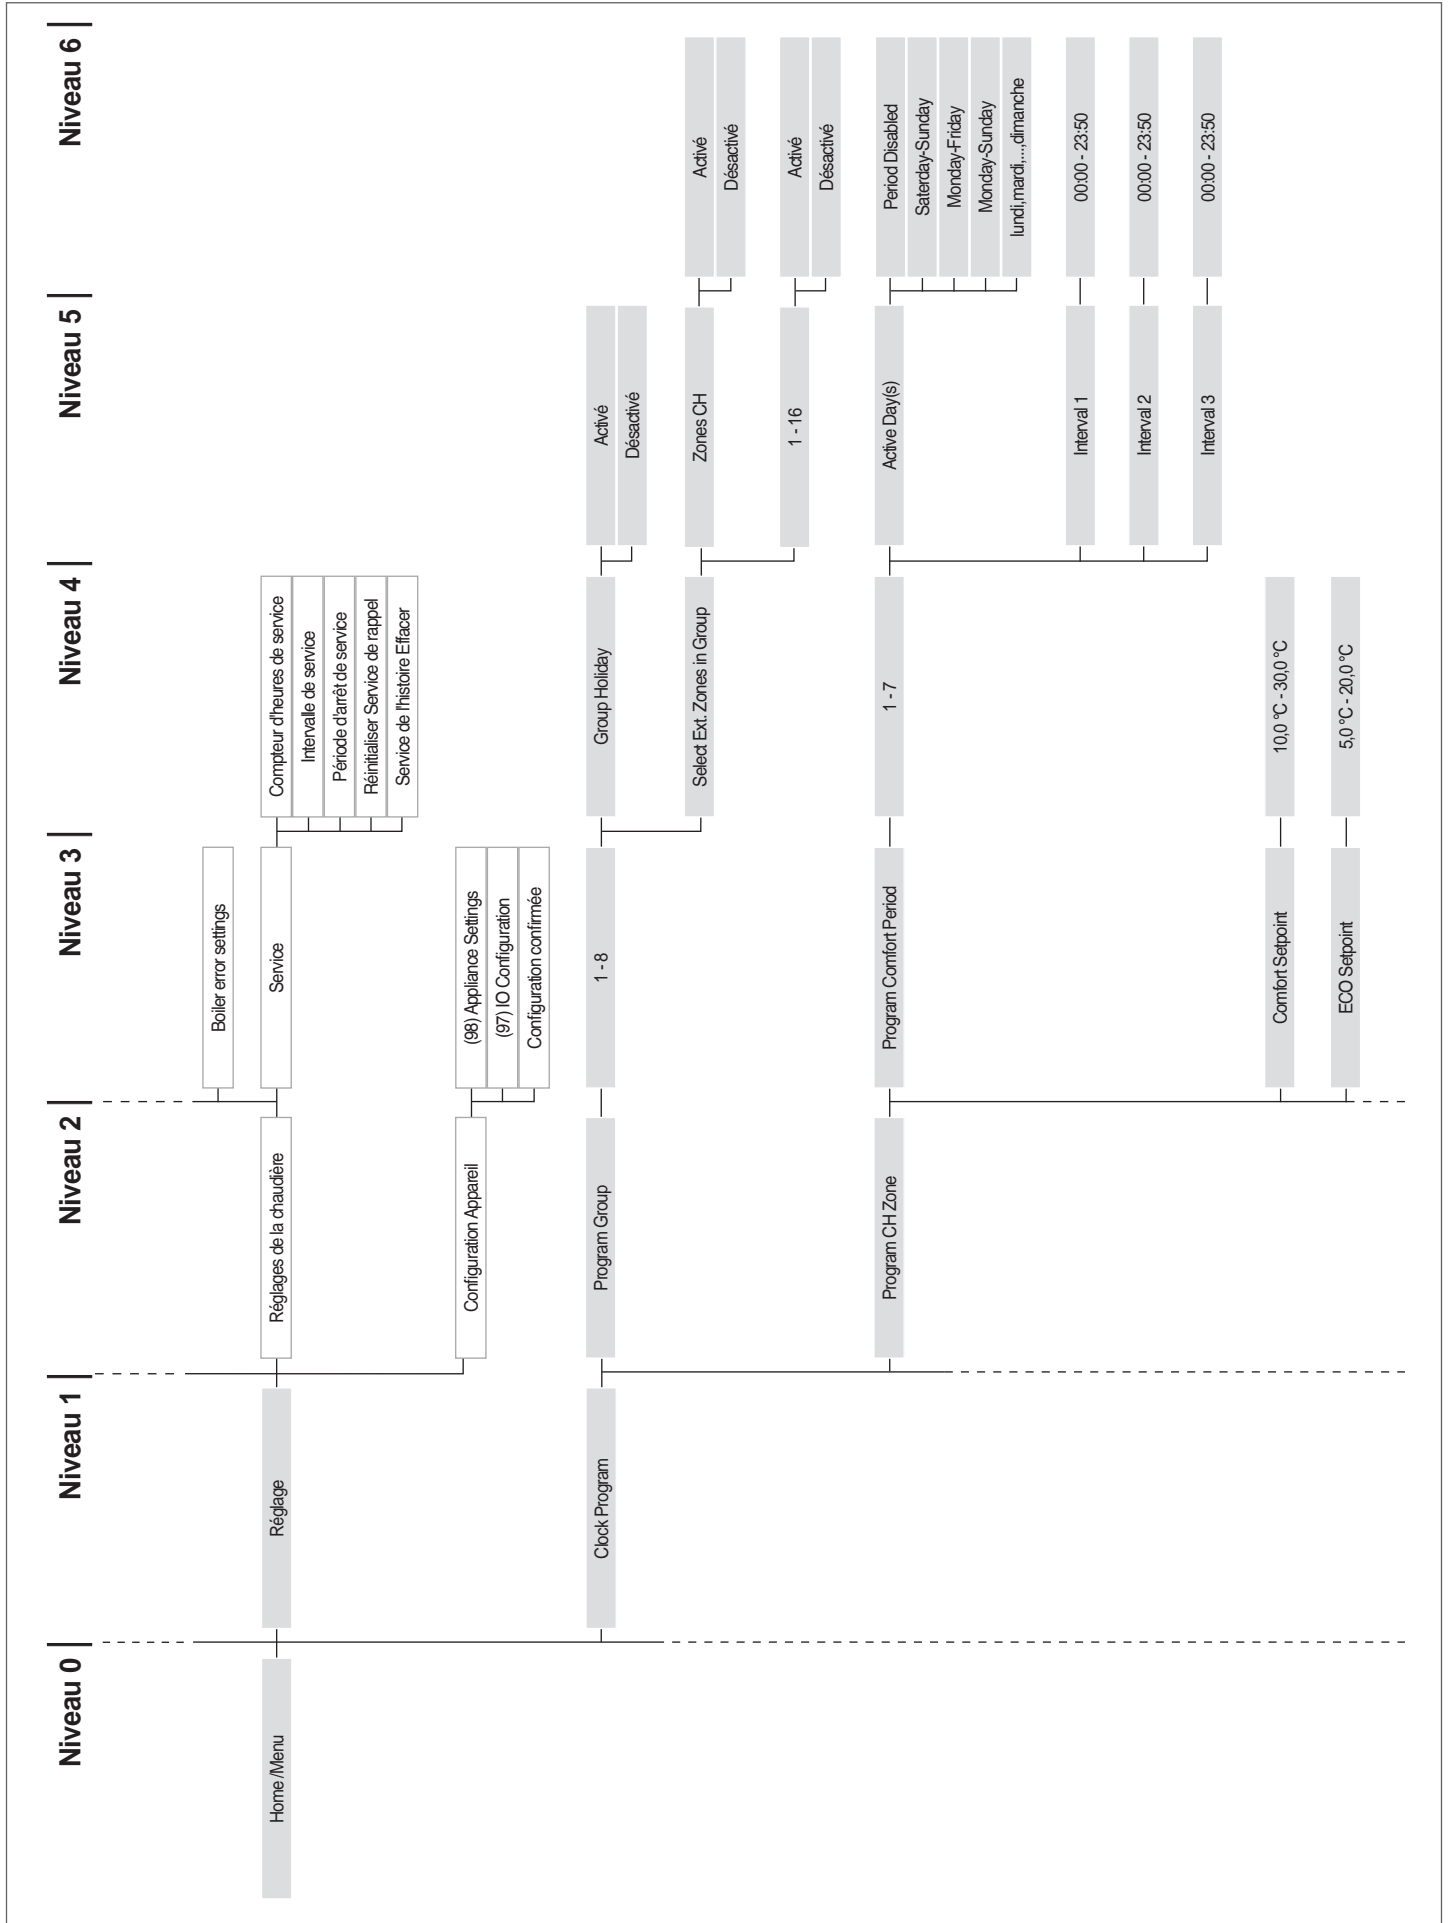 Niveau 0
Niveau 1
Niveau 2
Niveau 3
Niveau 4
Niveau 5
Niveau 6
Home /Menu
Réglage
Réglages de la chaudière
Boiler error settings
Service
Compteur d'heures de service
Intervalle de service
Période d'arrêt de service
Réinitialiser Service de rappel
Service de l'histoire Effacer
Configuration Appareil
(98) Appliance Settings
(97) IO Configuration
Configuration confirmée
Clock Program
Program Group
1 - 8
Group Holiday
Activé
Désactivé
Select Ext. Zones in Group
Zones CH
Activé
Désactivé
1 - 16
Activé
Désactivé
Program CH Zone
Program Comfort Period
1 - 7
Active Day(s)
Period Disabled
Saterday-Sunday
Monday-Friday
Monday-Sunday
lundi,mardi,...,dimanche
Interval 1
00:00 - 23:50
Interval 2
00:00 - 23:50
Interval 3
00:00 - 23:50
Comfort Setpoint
10,0 °C - 30,0 °C
ECO Setpoint
5,0 °C - 20,0 °C